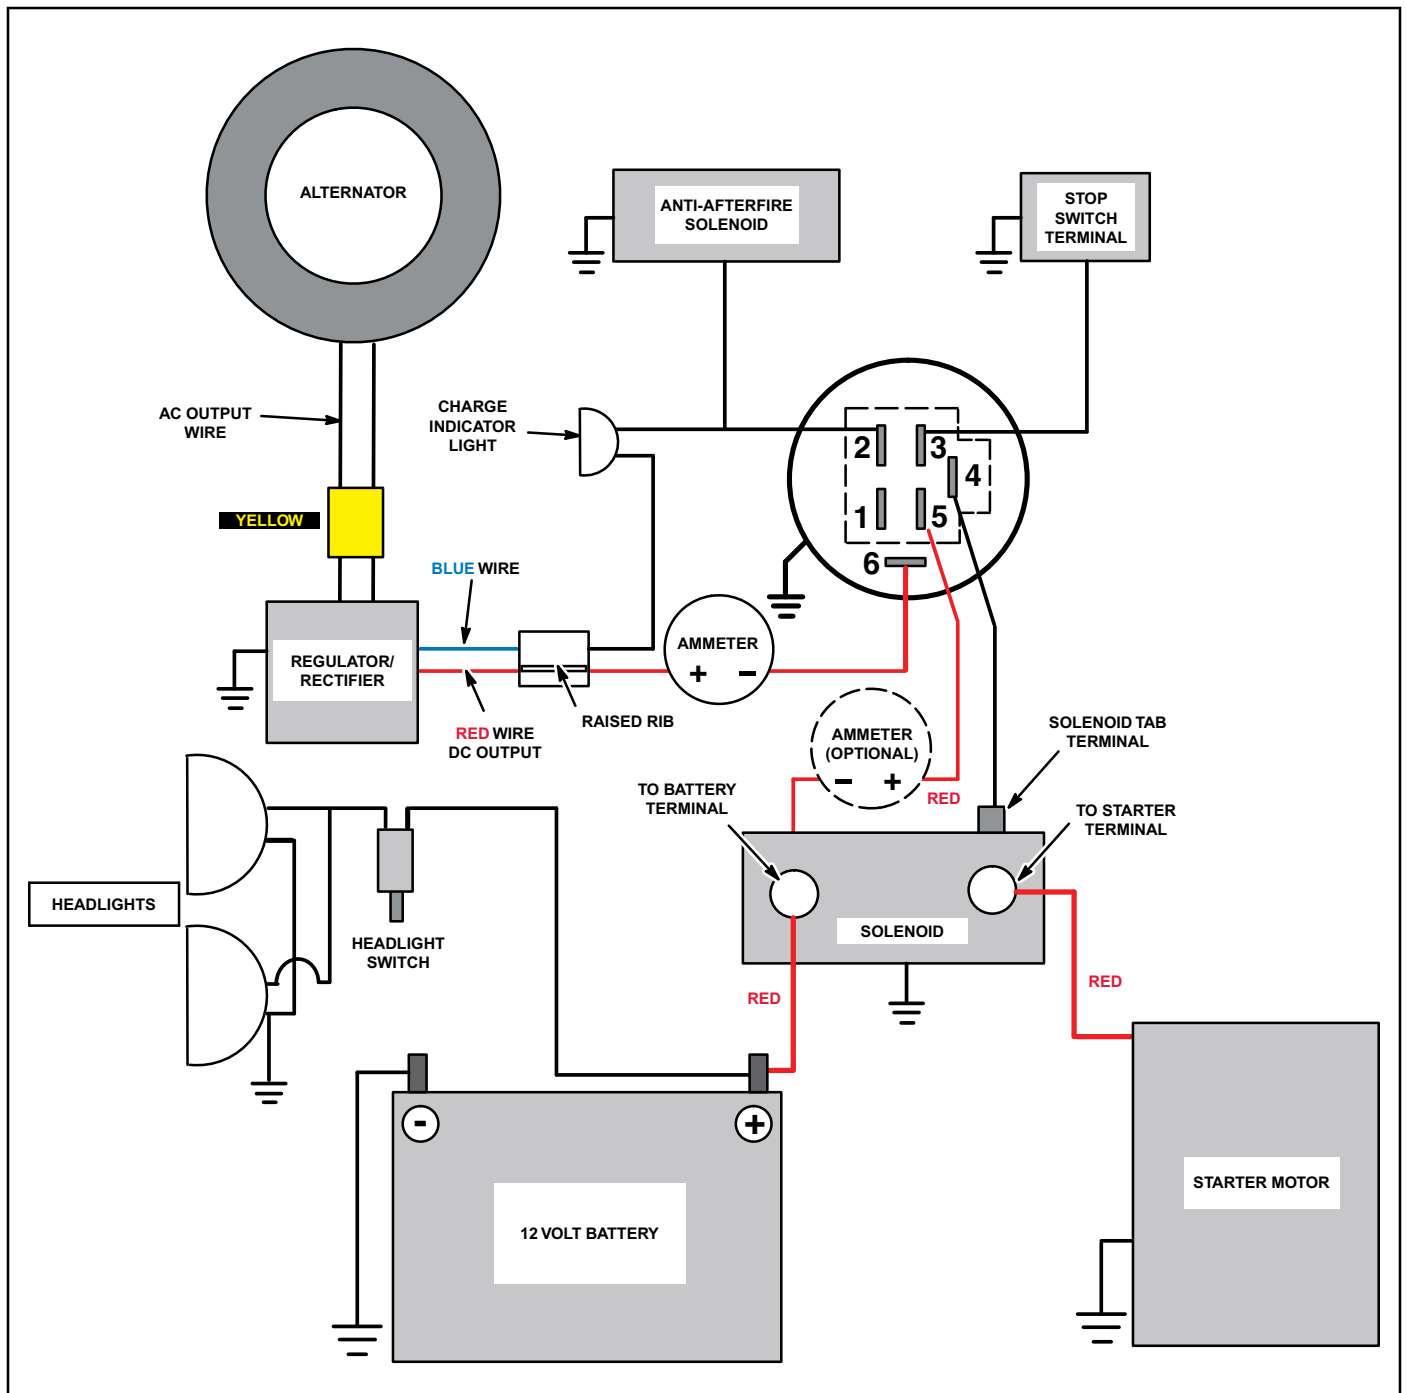 ALTERNATOR
ANTI-AFTERFIRE
SOLENOID
STOP
SWITCH
TERMINAL
AC OUTPUT
WIRE
CHARGE
INDICATOR
LIGHT
2
3
4
1
5
6
YELLOW
BLUE WIRE
REGULATOR/
RECTIFIER
AMMETER
+ −
RAISED RIB
RED WIRE
DC OUTPUT
AMMETER
(OPTIONAL)
− +
RED
SOLENOID TAB
TERMINAL
TO BATTERY
TERMINAL
TO STARTER
TERMINAL
HEADLIGHTS
HEADLIGHT
SWITCH
SOLENOID
RED
RED
-
+
12 VOLT BATTERY
STARTER MOTOR